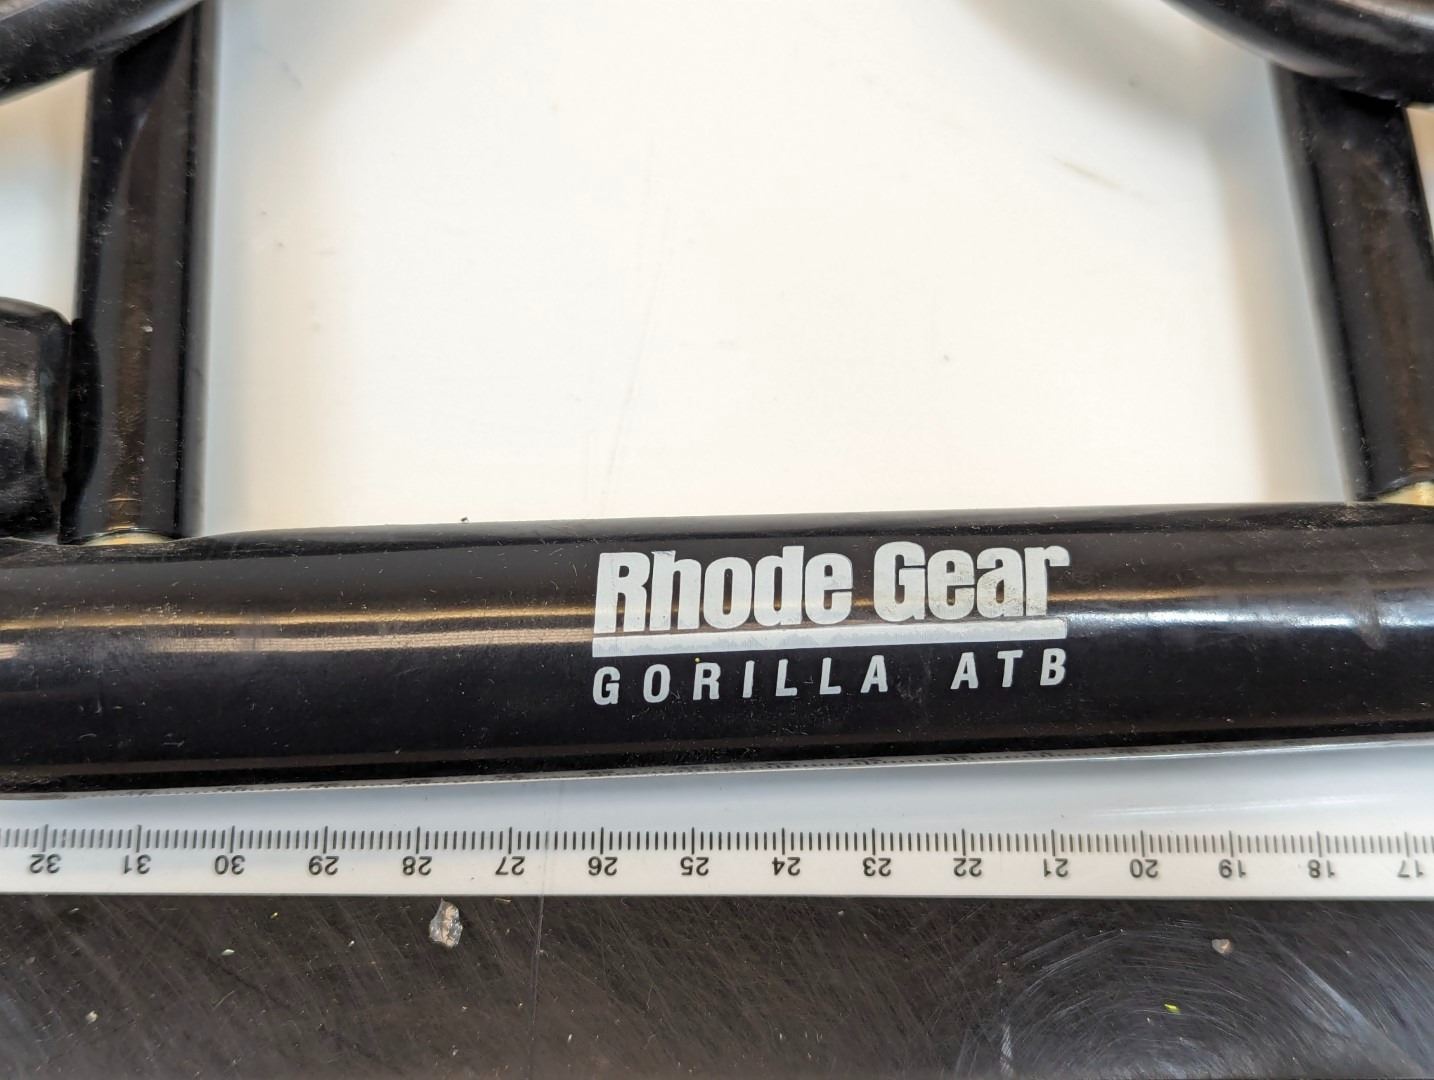 Rhode Gear
GORILLA ATB
32 31 30 29 28 27 26 25 24 23 22 21 20 19 18 17